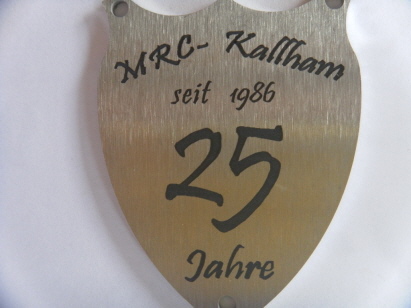 MRC- Kallham
seit 1986
25
Jahre